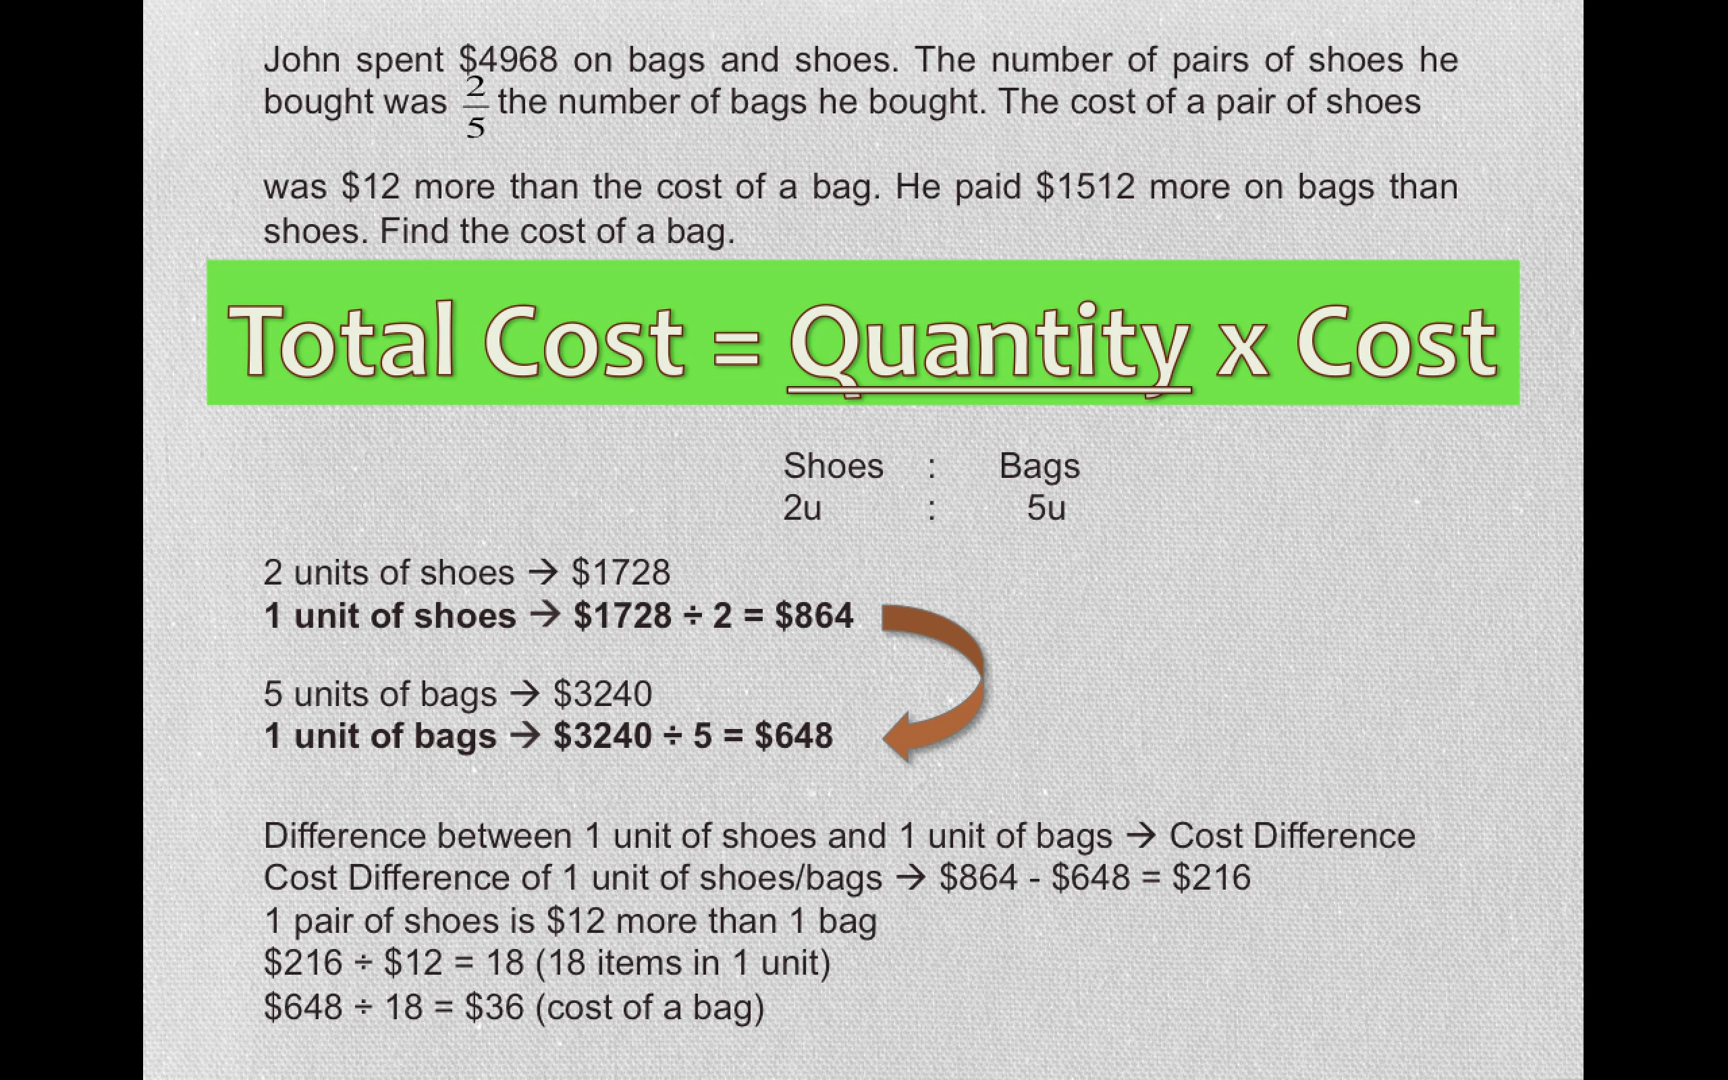 John spent $4968 on bags and shoes. The number of pairs of shoes he
bought was 2/5 the number of bags he bought. The cost of a pair of shoes
was $12 more than the cost of a bag. He paid $1512 more on bags than
shoes. Find the cost of a bag.
Total Cost = Quantity x Cost
Shoes : Bags
2u : 5u
2 units of shoes → $1728
1 unit of shoes → $1728 ÷ 2 = $864
5 units of bags → $3240
1 unit of bags → $3240 ÷ 5 = $648
Difference between 1 unit of shoes and 1 unit of bags → Cost Difference
Cost Difference of 1 unit of shoes/bags → $864 - $648 = $216
1 pair of shoes is $12 more than 1 bag
$216 ÷ $12 = 18 (18 items in 1 unit)
$648 ÷ 18 = $36 (cost of a bag)